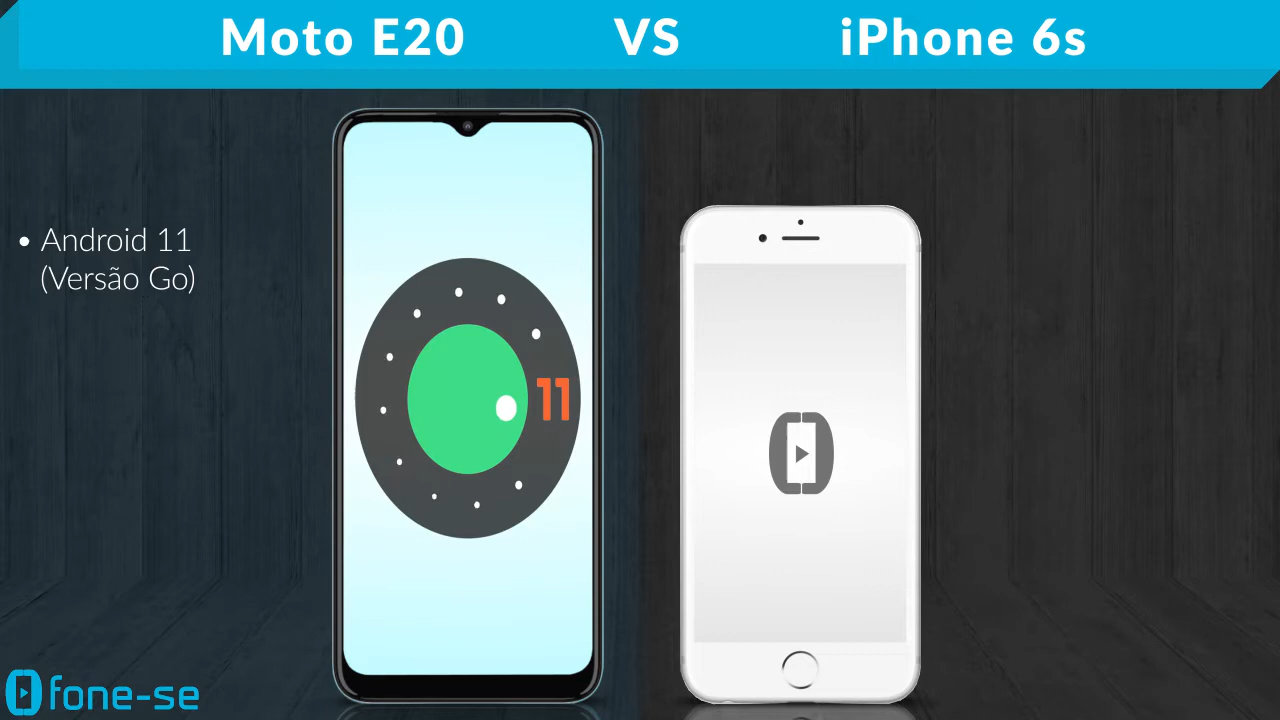 Moto E20 VS iPhone 6s
• Android 11
(Versão Go)
11
fone-se